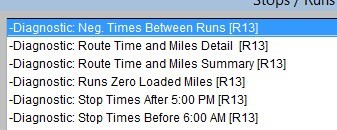 Stops / Runs
-Diagnostic: Neg. Times Between Runs [R13]
-Diagnostic: Route Time and Miles Detail  [R13]
-Diagnostic: Route Time and Miles Summary [R13]
-Diagnostic: Runs Zero Loaded Miles [R13]
-Diagnostic: Stop Times After 5:00 PM [R13]
-Diagnostic: Stop Times Before 6:00 AM [R13]